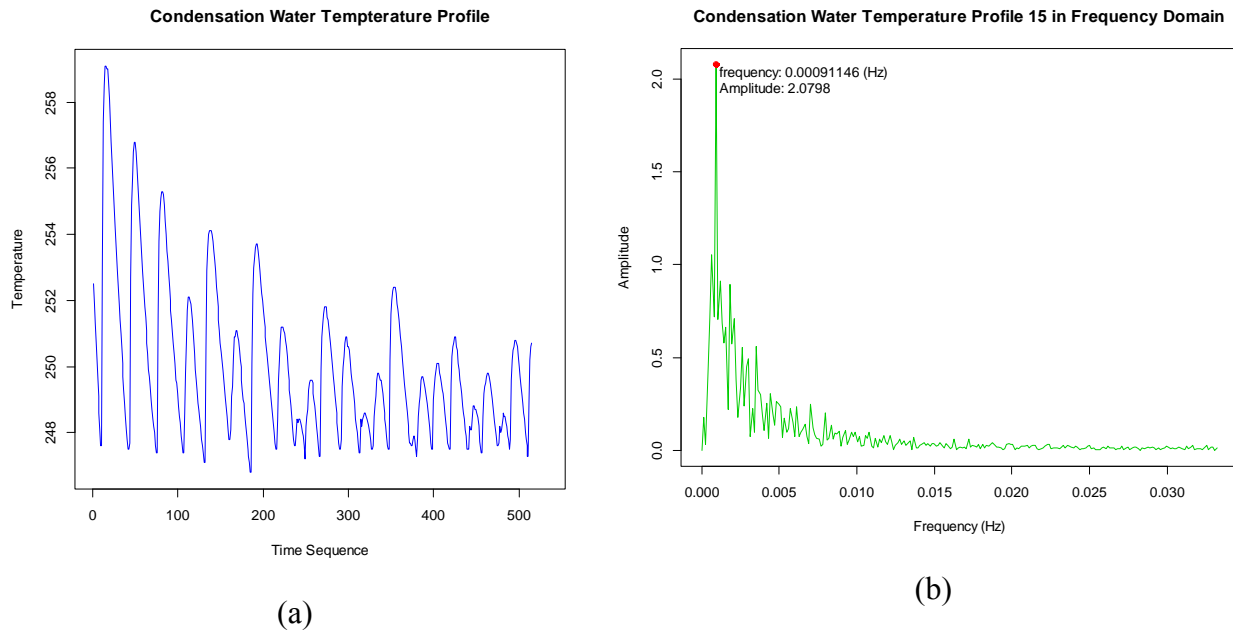 Condensation Water Tempterature Profile
Temperature
258
256
254
252
250
248
0 100 200 300 400 500
Time Sequence
(a)
Condensation Water Temperature Profile 15 in Frequency Domain
frequency: 0.00091146 (Hz)
Amplitude: 2.0798
Amplitude
2.0
1.5
1.0
0.5
0.0
0.000 0.005 0.010 0.015 0.020 0.025 0.030
Frequency (Hz)
(b)